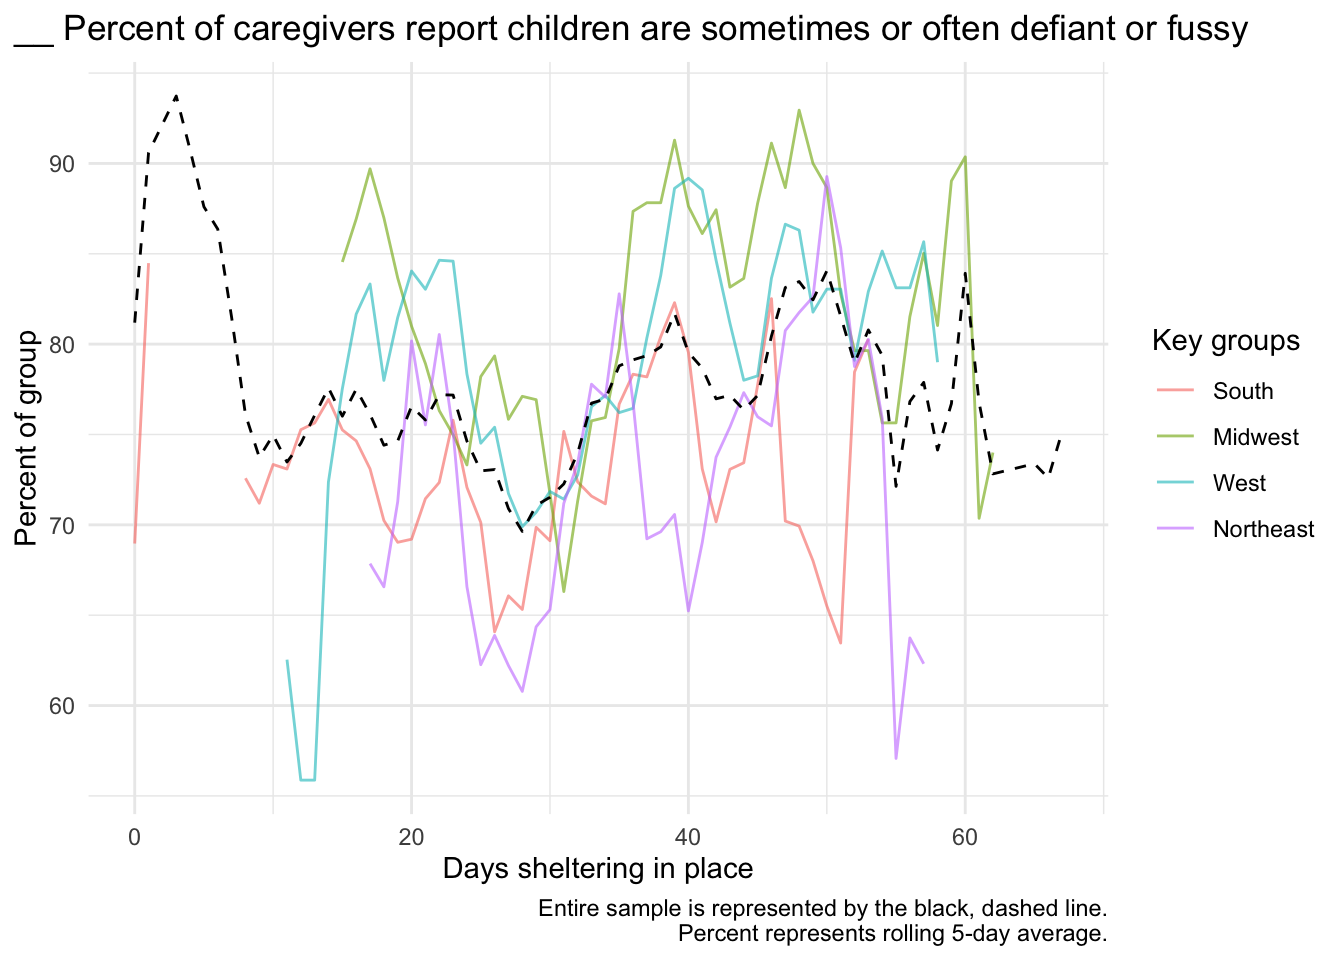 __ Percent of caregivers report children are sometimes or often defiant or fussy
Percent of group
90
80
70
60
0
20
40
60
Days sheltering in place
Key groups
South
Midwest
West
Northeast
Entire sample is represented by the black, dashed line.
Percent represents rolling 5-day average.